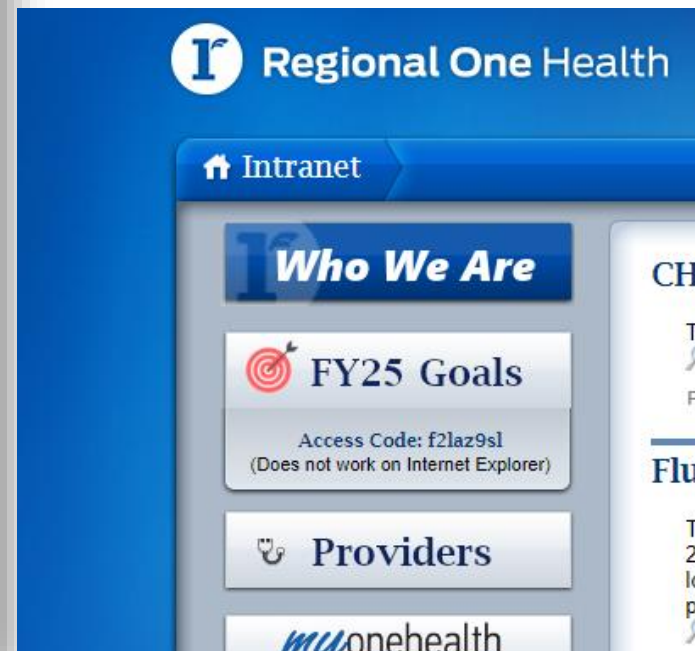 Regional One Health
Intranet
Who We Are
FY25 Goals
Access Code: f2laz9sl
(Does not work on Internet Explorer)
Providers
myonehealth
CH
Flu